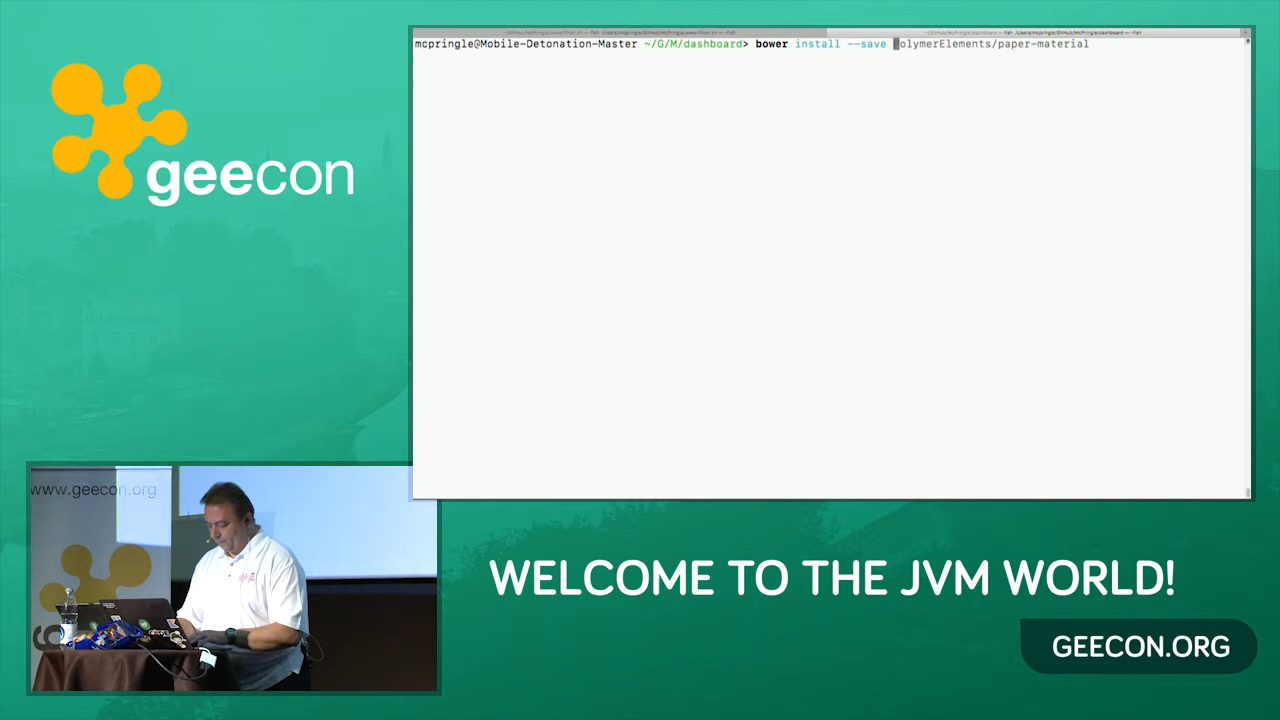 geecon
mcpringle@Mobile-Detonation-Master ~/G/M/dashboard> bower install --save olymerElements/paper-material
www.geecon.org
WELCOME TO THE JVM WORLD!
GEECON.ORG